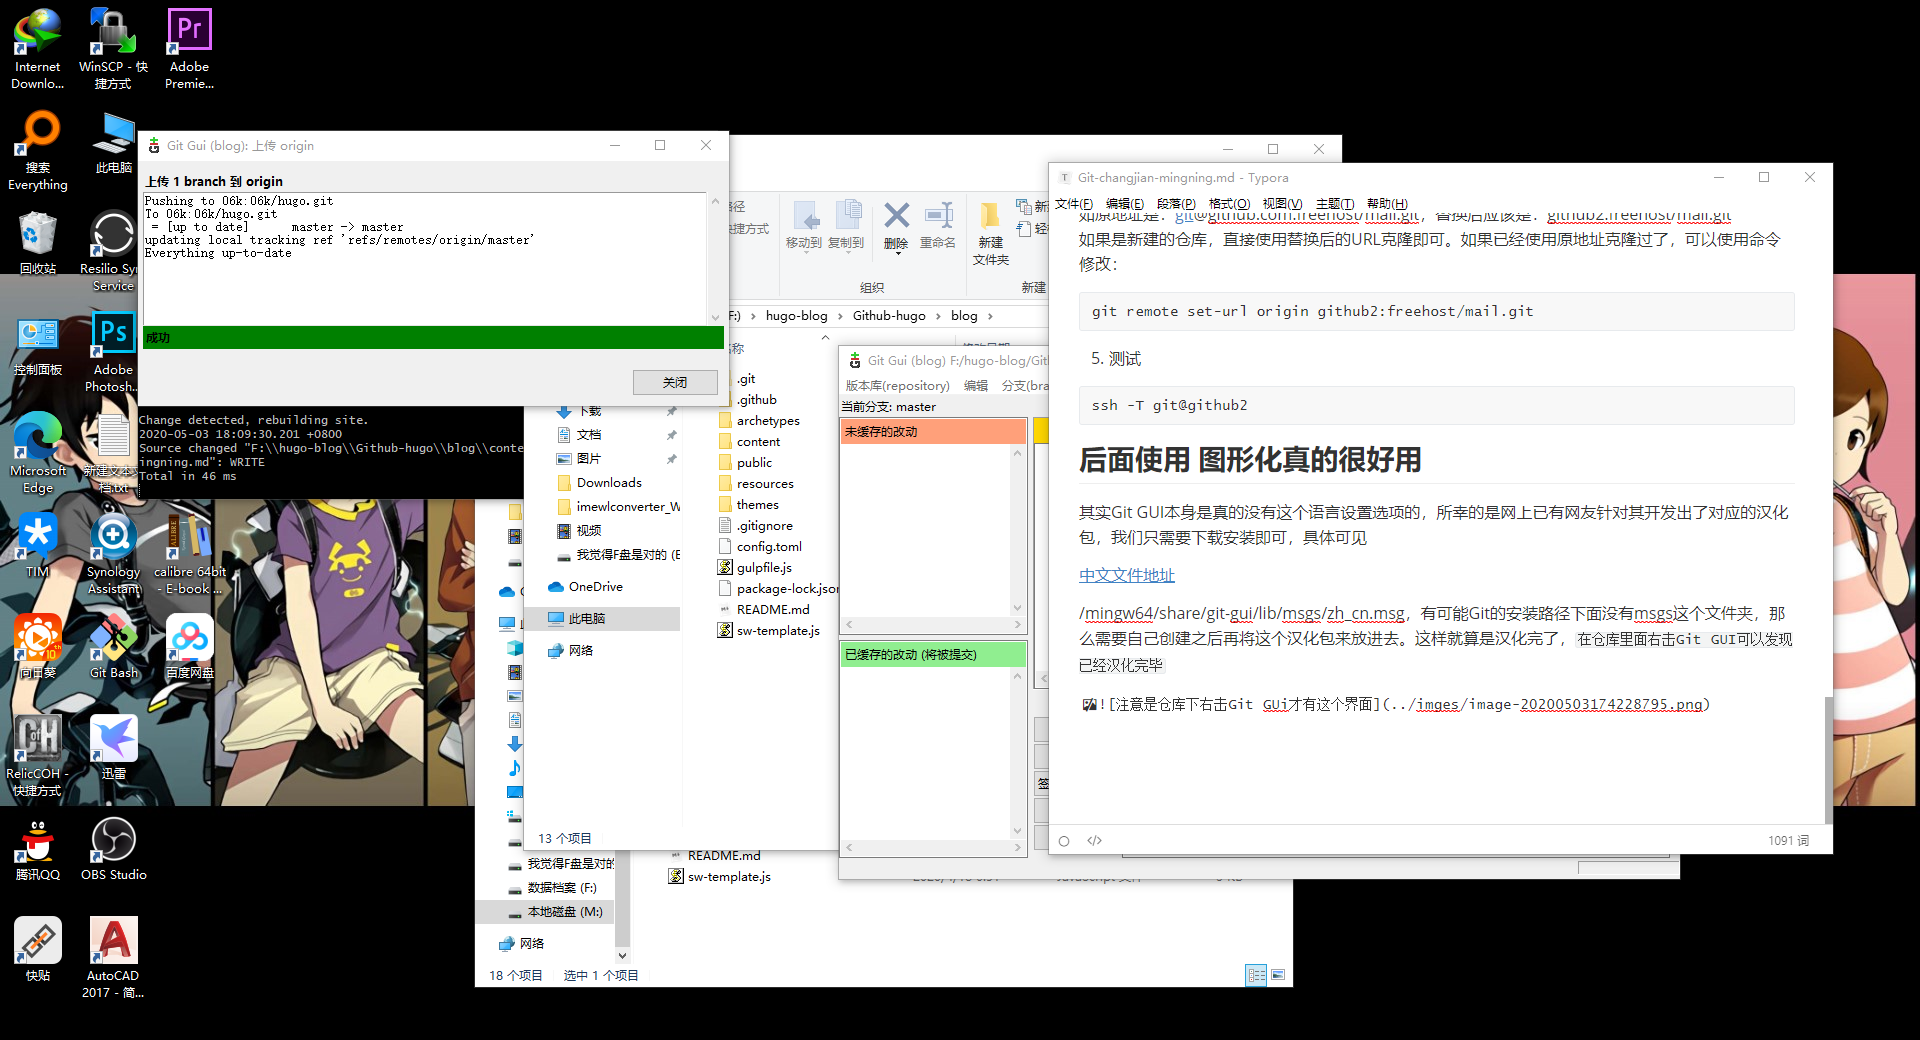 Internet
Downlo...
WinSCP - 快
捷方式
Adobe
Premie...
搜索
Everything
此电脑
回收站
Resilio Syn
Service
控制面板
Adobe
Photosh...
Microsoft
Edge
新建文本文
档.txt
TIM
Synology
Assistant
calibre 64bit
- E-book ...
向日葵
Git Bash
百度网盘
RelicCOH -
快捷方式
迅雷
腾讯QQ
OBS Studio
快贴
AutoCAD
2017 - 简...
Git Gui (blog): 上传 origin
上传 1 branch 到 origin
Pushing to 06k:06k/hugo.git
To 06k:06k/hugo.git
= [up to date] master -> master
updating local tracking ref 'refs/remotes/origin/master'
Everything up-to-date
成功
关闭
Change detected, rebuilding site.
2020-05-03 18:09:30.201 +0800
Source changed "F:\\hugo-blog\\Github-hugo\\blog\\conte
ingning.md": WRITE
Total in 46 ms
捷方式
移动到
复制到
删除
重命名
新建
文件夹
组织
新建
F:) > hugo-blog > Github-hugo > blog >
下载
文档
图片
Downloads
imewlconverter_W
视频
我觉得F盘是对的 (E
OneDrive
此电脑
网络
13 个项目
.git
.github
archetypes
content
public
resources
themes
.gitignore
config.toml
gulpfile.js
package-lock.json
README.md
sw-template.js
README.md
sw-template.js
我觉得F盘是对的
数据档案 (F:)
本地磁盘 (M:)
网络
18 个项目
选中 1 个项目
Git Gui (blog) F:/hugo-blog/Git
版本库(repository) 编辑 分支(bra
当前分支: master
未缓存的改动
已缓存的改动 (将被提交)
签
Git-changjian-mingning.md - Typora
文件(F) 编辑(E) 段落(P) 格式(O) 视图(V) 主题(T) 帮助(H)
如原地址是：git@github.com:freehost/mail.git，替换后应该是：github2:freehost/mail.git
如果是新建的仓库，直接使用替换后的URL克隆即可。如果已经使用原地址克隆过了，可以使用命令
修改：
git remote set-url origin github2:freehost/mail.git
5. 测试
ssh -T git@github2
后面使用 图形化真的很好用
其实Git GUI本身是真的没有这个语言设置选项的，所幸的是网上已有网友针对其开发出了对应的汉化
包，我们只需要下载安装即可，具体可见
中文文件地址
/mingw64/share/git-gui/lib/msgs/zh_cn.msg，有可能Git的安装路径下面没有msgs这个文件夹，那
么需要自己创建之后再将这个汉化包来放进去。这样就算是汉化完了，在仓库里面右击Git GUI可以发现
已经汉化完毕
![注意是仓库下右击Git GUi才有这个界面](../imges/image-20200503174228795.png)
1091 词